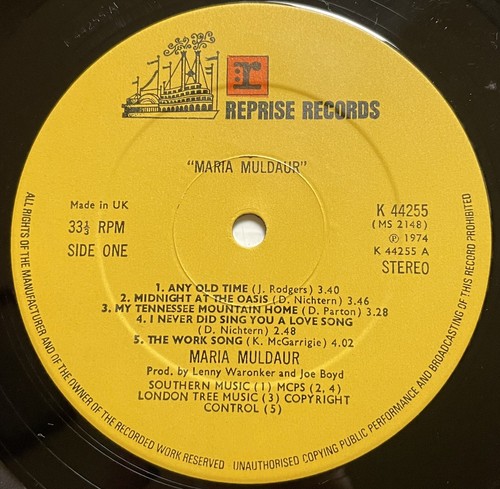 r
REPRISE RECORDS
"MARIA MULDAUR"
Made in UK
33⅓ RPM
SIDE ONE
K 44255
(MS 2148)
Ⓟ 1974
K 44255 A
STEREO
1. ANY OLD TIME (J. Rodgers) 3.40
2. MIDNIGHT AT THE OASIS (D. Nichtern) 3.46
3. MY TENNESSEE MOUNTAIN HOME (D. Parton) 3.28
4. I NEVER DID SING YOU A LOVE SONG
(D. Nichtern) 2.48
5. THE WORK SONG (K. McGarrigie) 4.02
MARIA MULDAUR
Prod. by Lenny Waronker and Joe Boyd
SOUTHERN MUSIC (1) MCPS (2, 4)
LONDON TREE MUSIC (3) COPYRIGHT
CONTROL (5)
ALL RIGHTS OF THE MANUFACTURER AND OF THE OWNER OF THE RECORDED WORK RESERVED UNAUTHORISED COPYING PUBLIC PERFORMANCE AND BROADCASTING OF THIS RECORD PROHIBITED